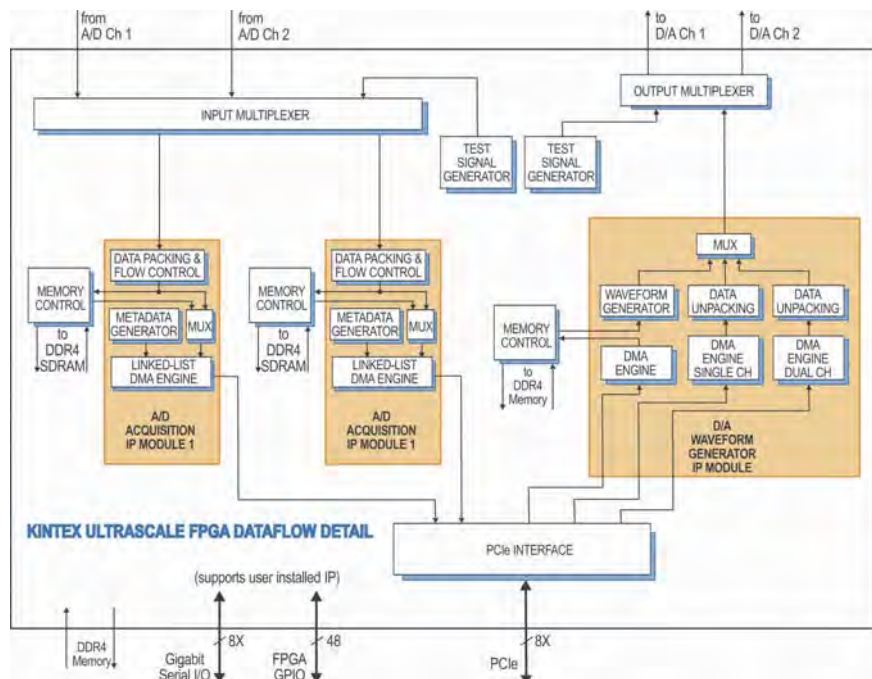 from
A/D Ch 1
from
A/D Ch 2
to
D/A Ch 1
to
D/A Ch 2
INPUT MULTIPLEXER
OUTPUT MULTIPLEXER
TEST
SIGNAL
GENERATOR
TEST
SIGNAL
GENERATOR
DATA PACKING &
FLOW CONTROL
MEMORY
CONTROL
METADATA
GENERATOR
MUX
to
DDR4
SDRAM
LINKED-LIST
DMA ENGINE
A/D
ACQUISITION
IP MODULE 1
DATA PACKING &
FLOW CONTROL
MEMORY
CONTROL
METADATA
GENERATOR
MUX
to
DDR4
SDRAM
LINKED-LIST
DMA ENGINE
A/D
ACQUISITION
IP MODULE 1
MUX
WAVEFORM
GENERATOR
DATA
UNPACKING
DATA
UNPACKING
MEMORY
CONTROL
to
DDR4
Memory
DMA
ENGINE
DMA
ENGINE
SINGLE CH
DMA
ENGINE
DUAL CH
D/A
WAVEFORM
GENERATOR
IP MODULE
KINTEX ULTRASCALE FPGA DATAFLOW DETAIL
PCIe INTERFACE
(supports user installed IP)
DDR4
Memory
8X
Gigabit
Serial I/O
48
FPGA
GPIO
8X
PCIe